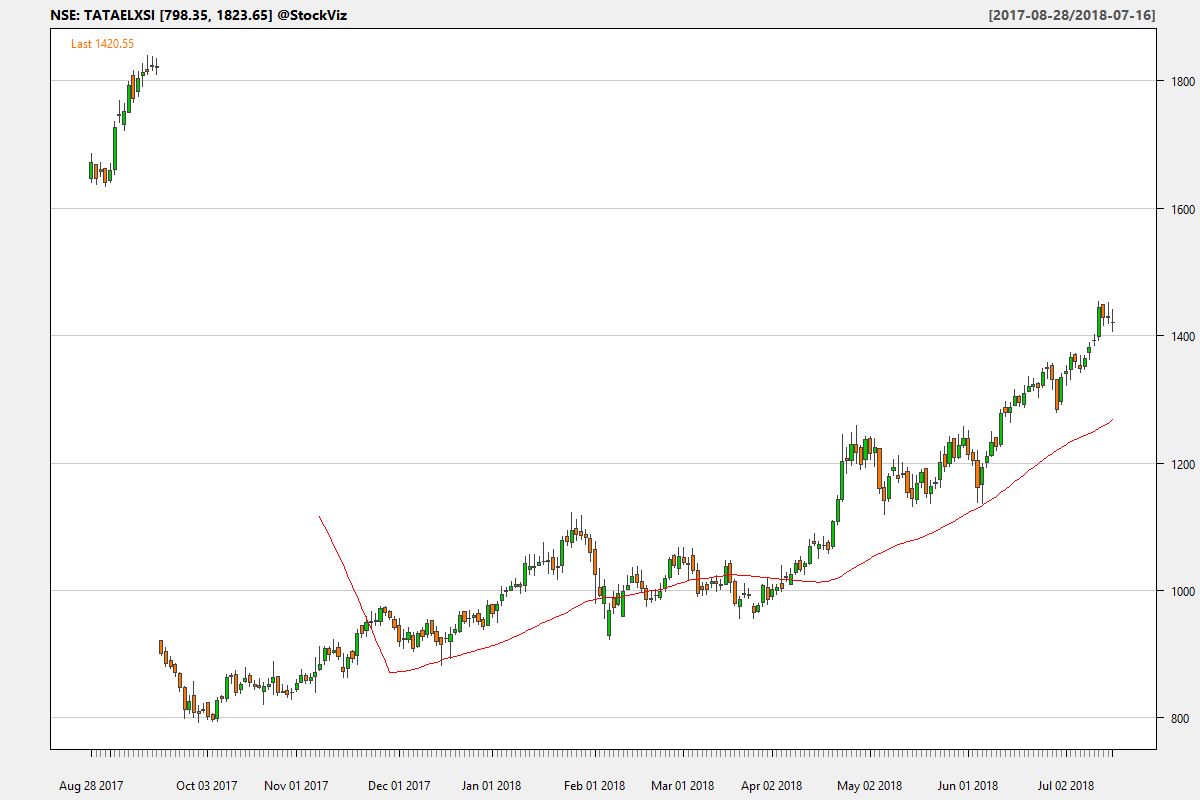 NSE: TATAELXSI [798.35, 1823.65] @StockViz [2017-08-28/2018-07-16]
Last 1420.55
1800
1600
1400
1200
1000
800
Aug 28 2017 Oct 03 2017 Nov 01 2017 Dec 01 2017 Jan 01 2018 Feb 01 2018 Mar 01 2018 Apr 02 2018 May 02 2018 Jun 01 2018 Jul 02 2018